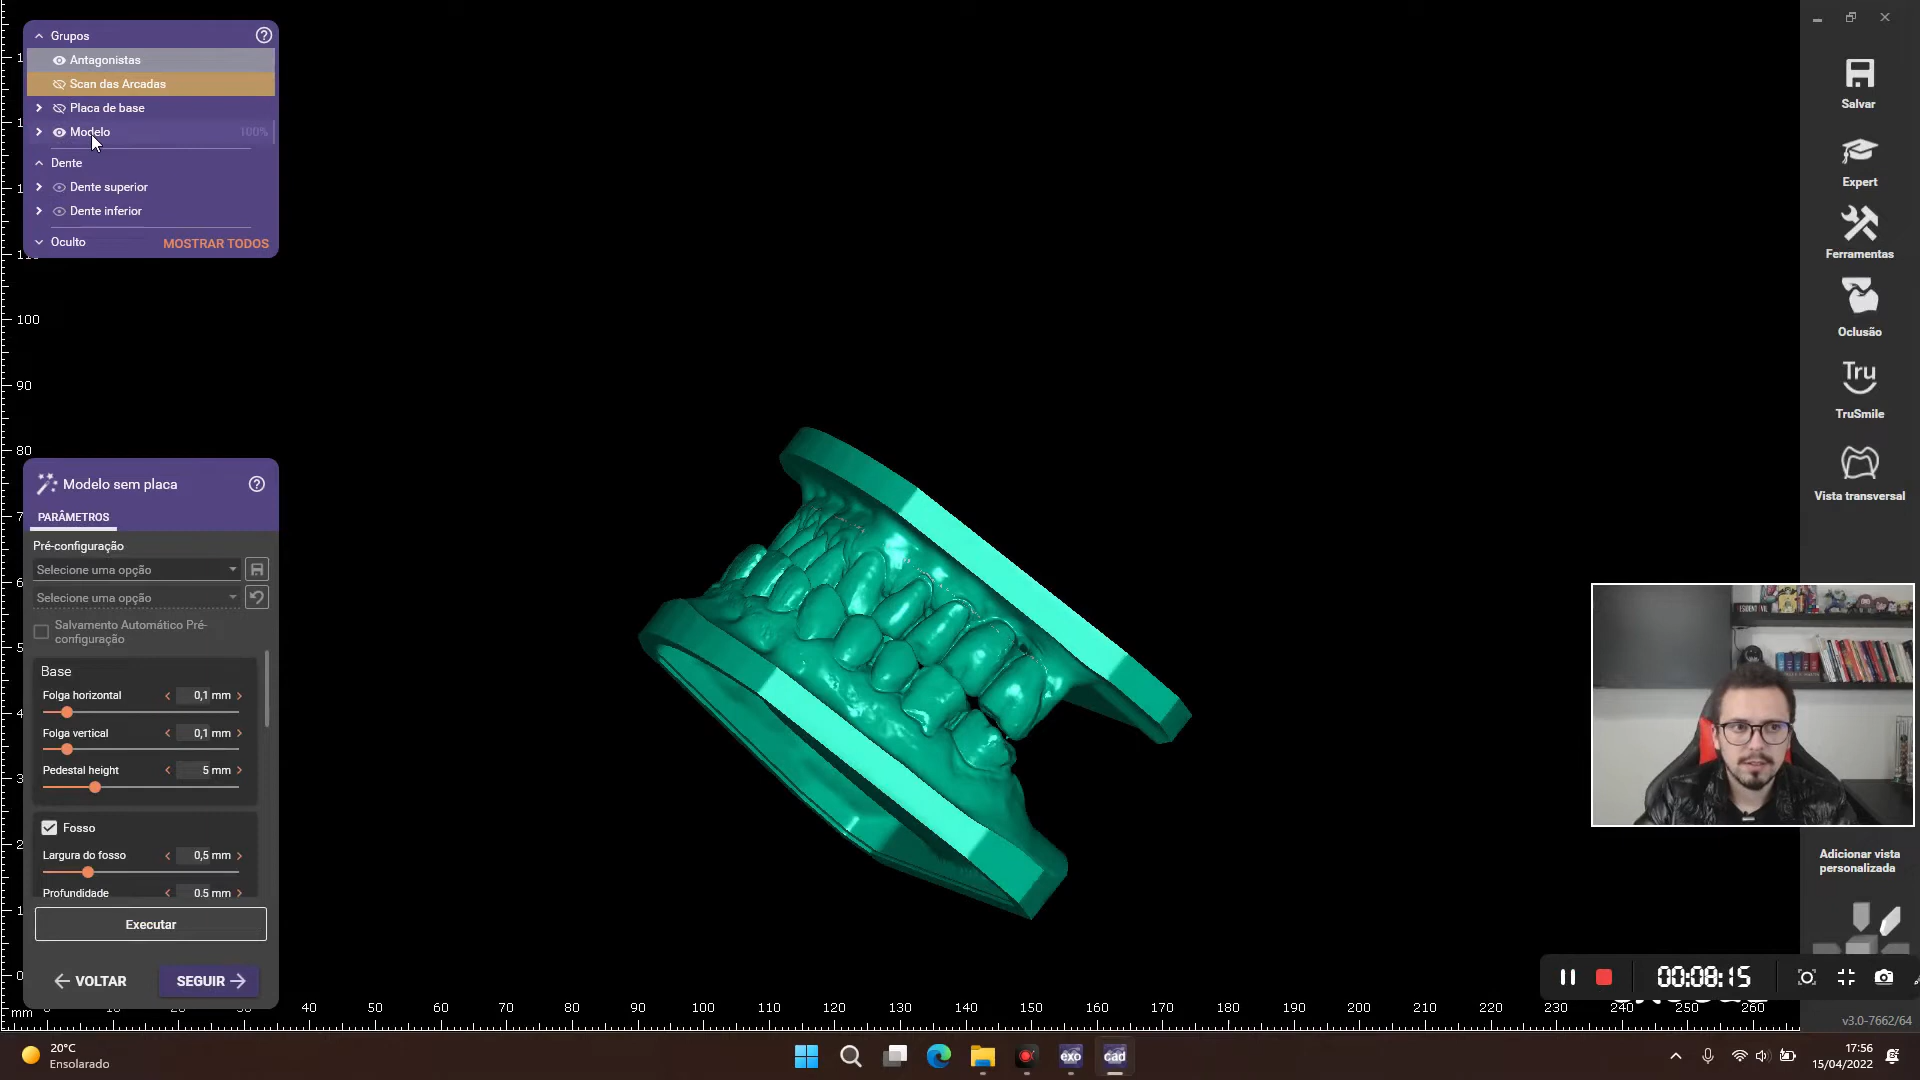 Grupos
Antagonistas
Scan das Arcadas
Placa de base
Modelo 100%
Dente
Dente superior
Dente inferior
Oculto MOSTRAR TODOS
100
90
80
Modelo sem placa
PARÂMETROS
Pré-configuração
Selecione uma opção
Selecione uma opção
Salvamento Automático Pré-
configuração
Base
Folga horizontal 0,1 mm
Folga vertical 0,1 mm
Pedestal height 5 mm
Fosso
Largura do fosso 0,5 mm
Profundidade 0.5 mm
Executar
VOLTAR
SEGUIR
mm 0 10 20 30 40 50 60 70 80 90 100 110 120 130 140 150 160 170 180 190 200 210 220 230 240 250 260
Salvar
Expert
Ferramentas
Oclusão
Tru
TruSmile
Vista transversal
RESIDENT EVIL
Adicionar vista
personalizada
00:08:15
v3.0-7662/64
20°C
Ensolarado
exo
cad
17:56
15/04/2022